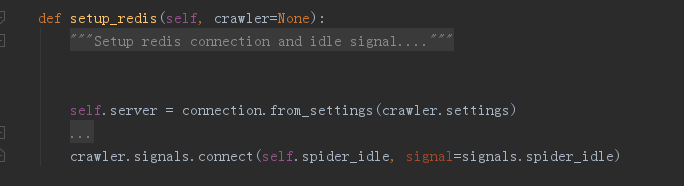 def setup_redis(self, crawler=None):
"""Setup redis connection and idle signal...."""
self.server = connection.from_settings(crawler.settings)
...
crawler.signals.connect(self.spider_idle, signal=signals.spider_idle)